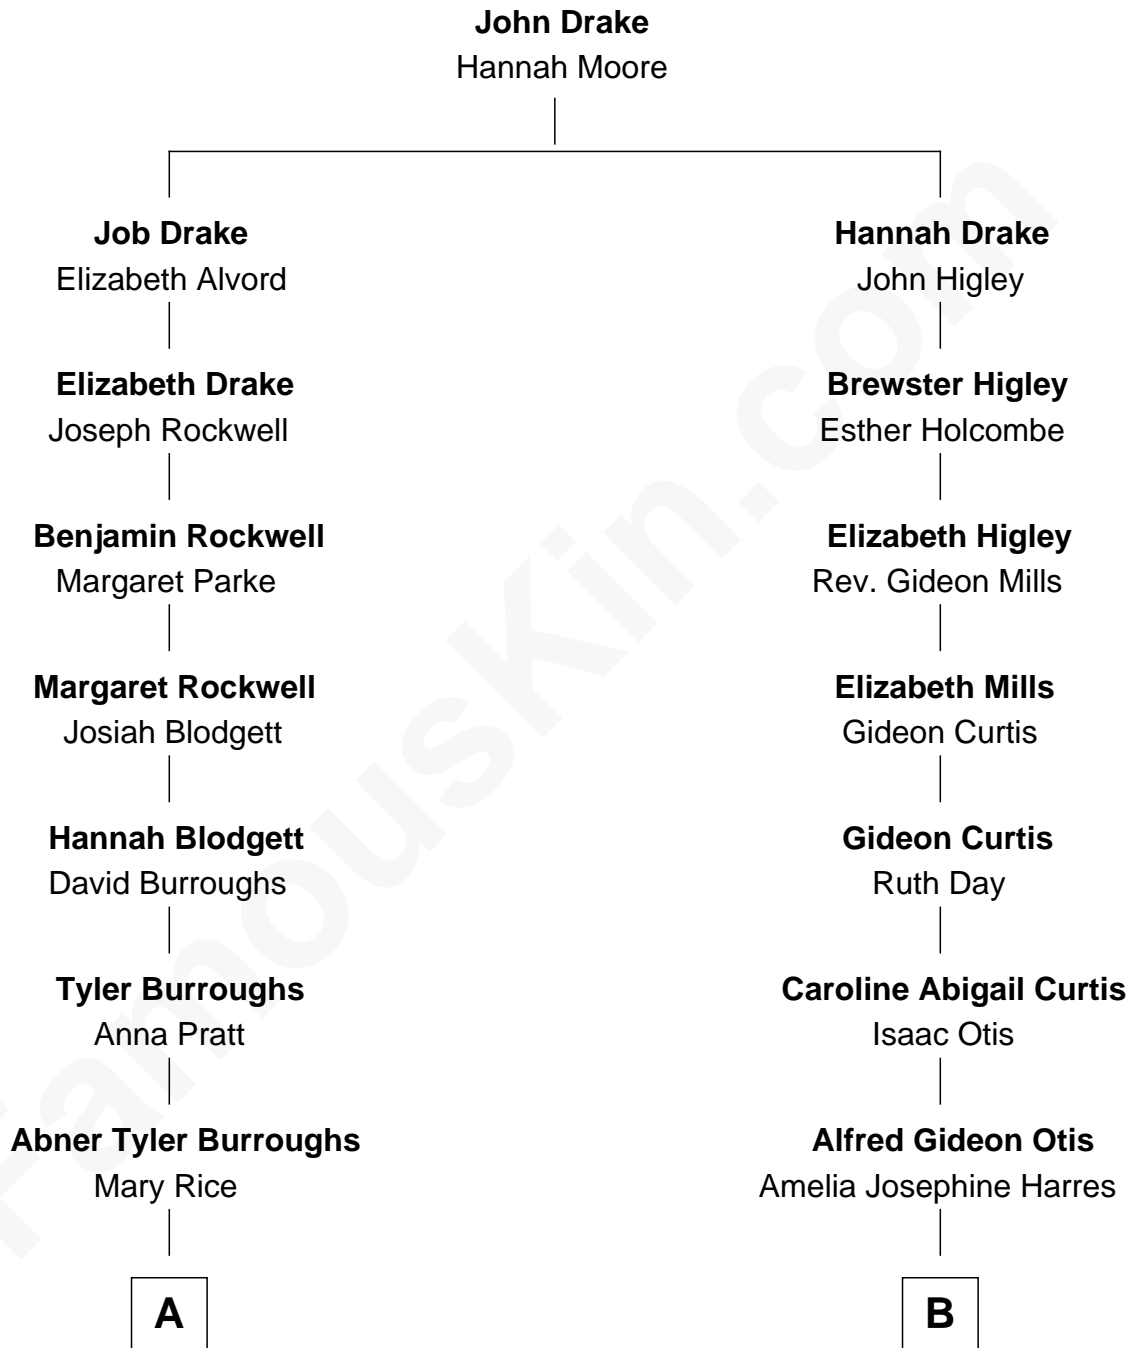 John Drake
Hannah Moore
Job Drake
Elizabeth Alvord
Hannah Drake
John Higley
Elizabeth Drake
Joseph Rockwell
Brewster Higley
Esther Holcombe
Benjamin Rockwell
Margaret Parke
Elizabeth Higley
Rev. Gideon Mills
Margaret Rockwell
Josiah Blodgett
Elizabeth Mills
Gideon Curtis
Hannah Blodgett
David Burroughs
Gideon Curtis
Ruth Day
Tyler Burroughs
Anna Pratt
Caroline Abigail Curtis
Isaac Otis
Abner Tyler Burroughs
Mary Rice
Alfred Gideon Otis
Amelia Josephine Harres
A
B
FamousKin.com